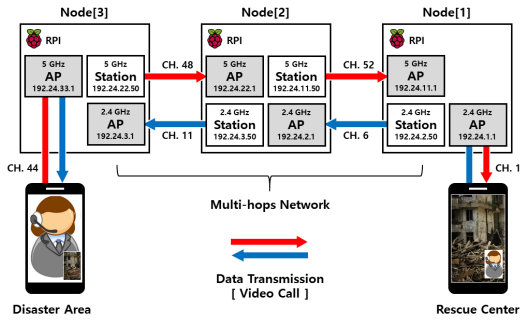 Node[3]
Node[2]
Node[1]
RPI
RPI
RPI
5 GHz
AP
192.24.33.1
5 GHz
Station
192.24.22.50
CH. 48
5 GHz
AP
192.24.22.1
5 GHz
Station
192.24.11.50
CH. 52
5 GHz
AP
192.24.11.1
2.4 GHz
AP
192.24.3.1
CH. 11
2.4 GHz
Station
192.24.3.50
2.4 GHz
AP
192.24.2.1
CH. 6
2.4 GHz
Station
192.24.2.50
2.4 GHz
AP
192.24.1.1
CH. 44
CH. 1
Multi-hops Network
Data Transmission
[ Video Call ]
Disaster Area
Rescue Center